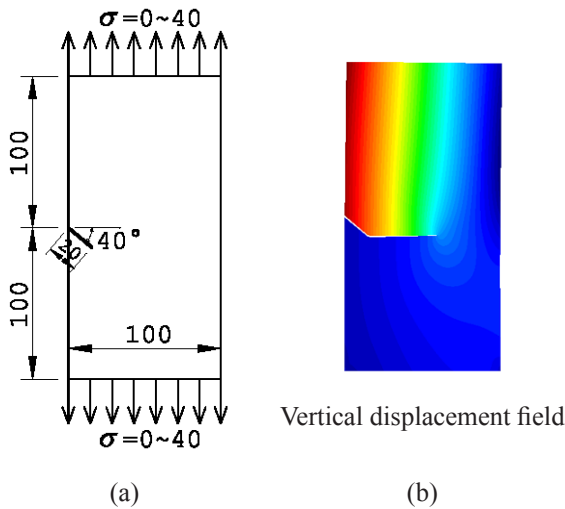 σ=0~40
100
20
40°
100
100
σ=0~40
Vertical displacement field
(a)
(b)